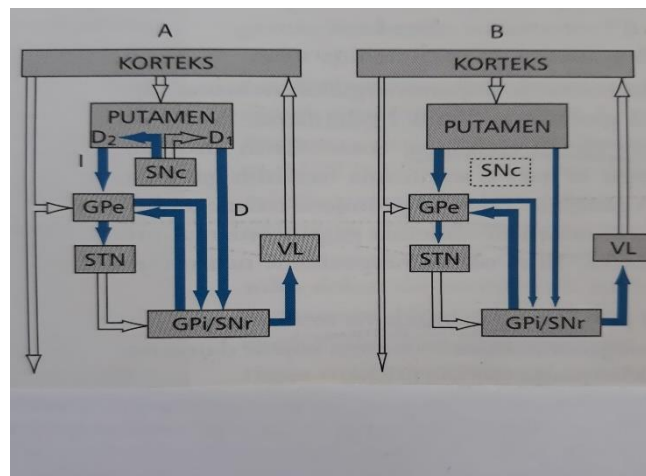 A
KORTEKS
PUTAMEN
D2 D1
I
SNc
GPe
D
STN
VL
GPi/SNr
B
KORTEKS
PUTAMEN
SNc
GPe
STN
VL
GPi/SNr